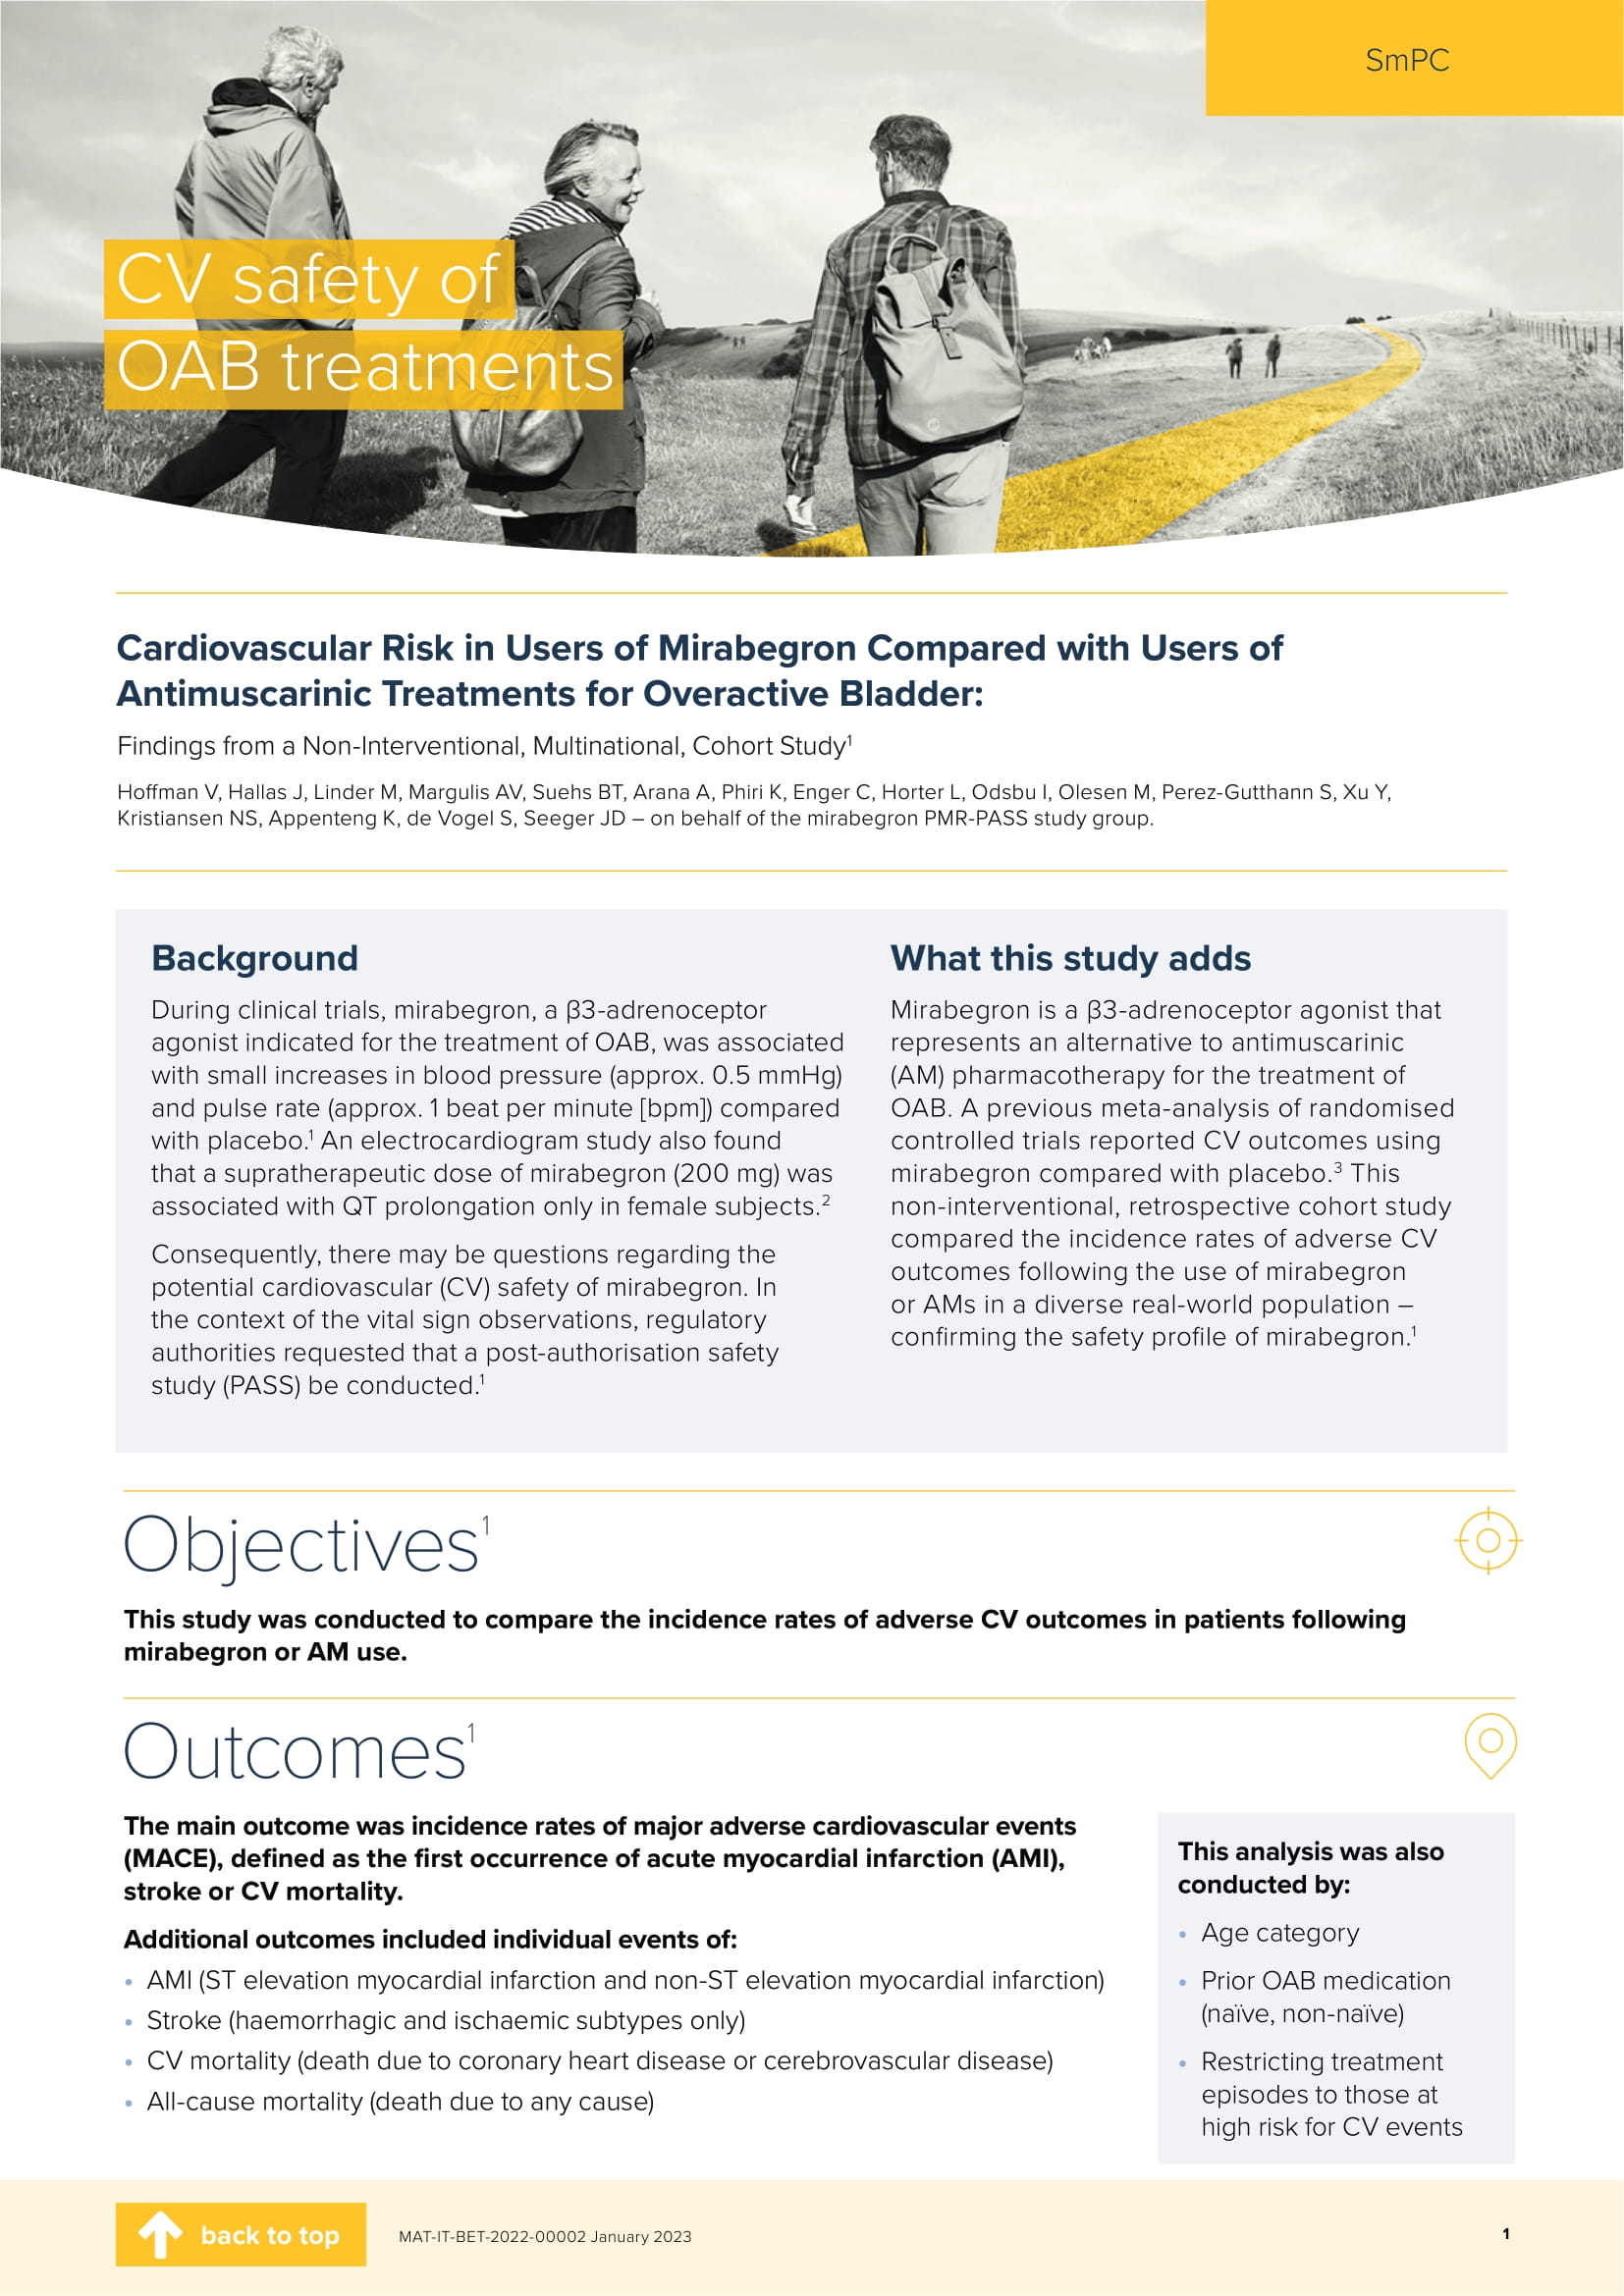 SmPC
CV safety of
OAB treatments
Cardiovascular Risk in Users of Mirabegron Compared with Users of
Antimuscarinic Treatments for Overactive Bladder:
Findings from a Non-Interventional, Multinational, Cohort Study¹
Hoffman V, Hallas J, Linder M, Margulis AV, Suehs BT, Arana A, Phiri K, Enger C, Horter L, Odsbu I, Olesen M, Perez-Gutthann S, Xu Y,
Kristiansen NS, Appenteng K, de Vogel S, Seeger JD – on behalf of the mirabegron PMR-PASS study group.
Background
During clinical trials, mirabegron, a β3-adrenoceptor
agonist indicated for the treatment of OAB, was associated
with small increases in blood pressure (approx. 0.5 mmHg)
and pulse rate (approx. 1 beat per minute [bpm]) compared
with placebo.¹ An electrocardiogram study also found
that a supratherapeutic dose of mirabegron (200 mg) was
associated with QT prolongation only in female subjects.²
Consequently, there may be questions regarding the
potential cardiovascular (CV) safety of mirabegron. In
the context of the vital sign observations, regulatory
authorities requested that a post-authorisation safety
study (PASS) be conducted.¹
What this study adds
Mirabegron is a β3-adrenoceptor agonist that
represents an alternative to antimuscarinic
(AM) pharmacotherapy for the treatment of
OAB. A previous meta-analysis of randomised
controlled trials reported CV outcomes using
mirabegron compared with placebo.³ This
non-interventional, retrospective cohort study
compared the incidence rates of adverse CV
outcomes following the use of mirabegron
or AMs in a diverse real-world population –
confirming the safety profile of mirabegron.¹
Objectives¹
This study was conducted to compare the incidence rates of adverse CV outcomes in patients following
mirabegron or AM use.
Outcomes¹
The main outcome was incidence rates of major adverse cardiovascular events
(MACE), defined as the first occurrence of acute myocardial infarction (AMI),
stroke or CV mortality.
Additional outcomes included individual events of:
• AMI (ST elevation myocardial infarction and non-ST elevation myocardial infarction)
• Stroke (haemorrhagic and ischaemic subtypes only)
• CV mortality (death due to coronary heart disease or cerebrovascular disease)
• All-cause mortality (death due to any cause)
This analysis was also
conducted by:
• Age category
• Prior OAB medication
(naïve, non-naïve)
• Restricting treatment
episodes to those at
high risk for CV events
back to top
MAT-IT-BET-2022-00002 January 2023
1